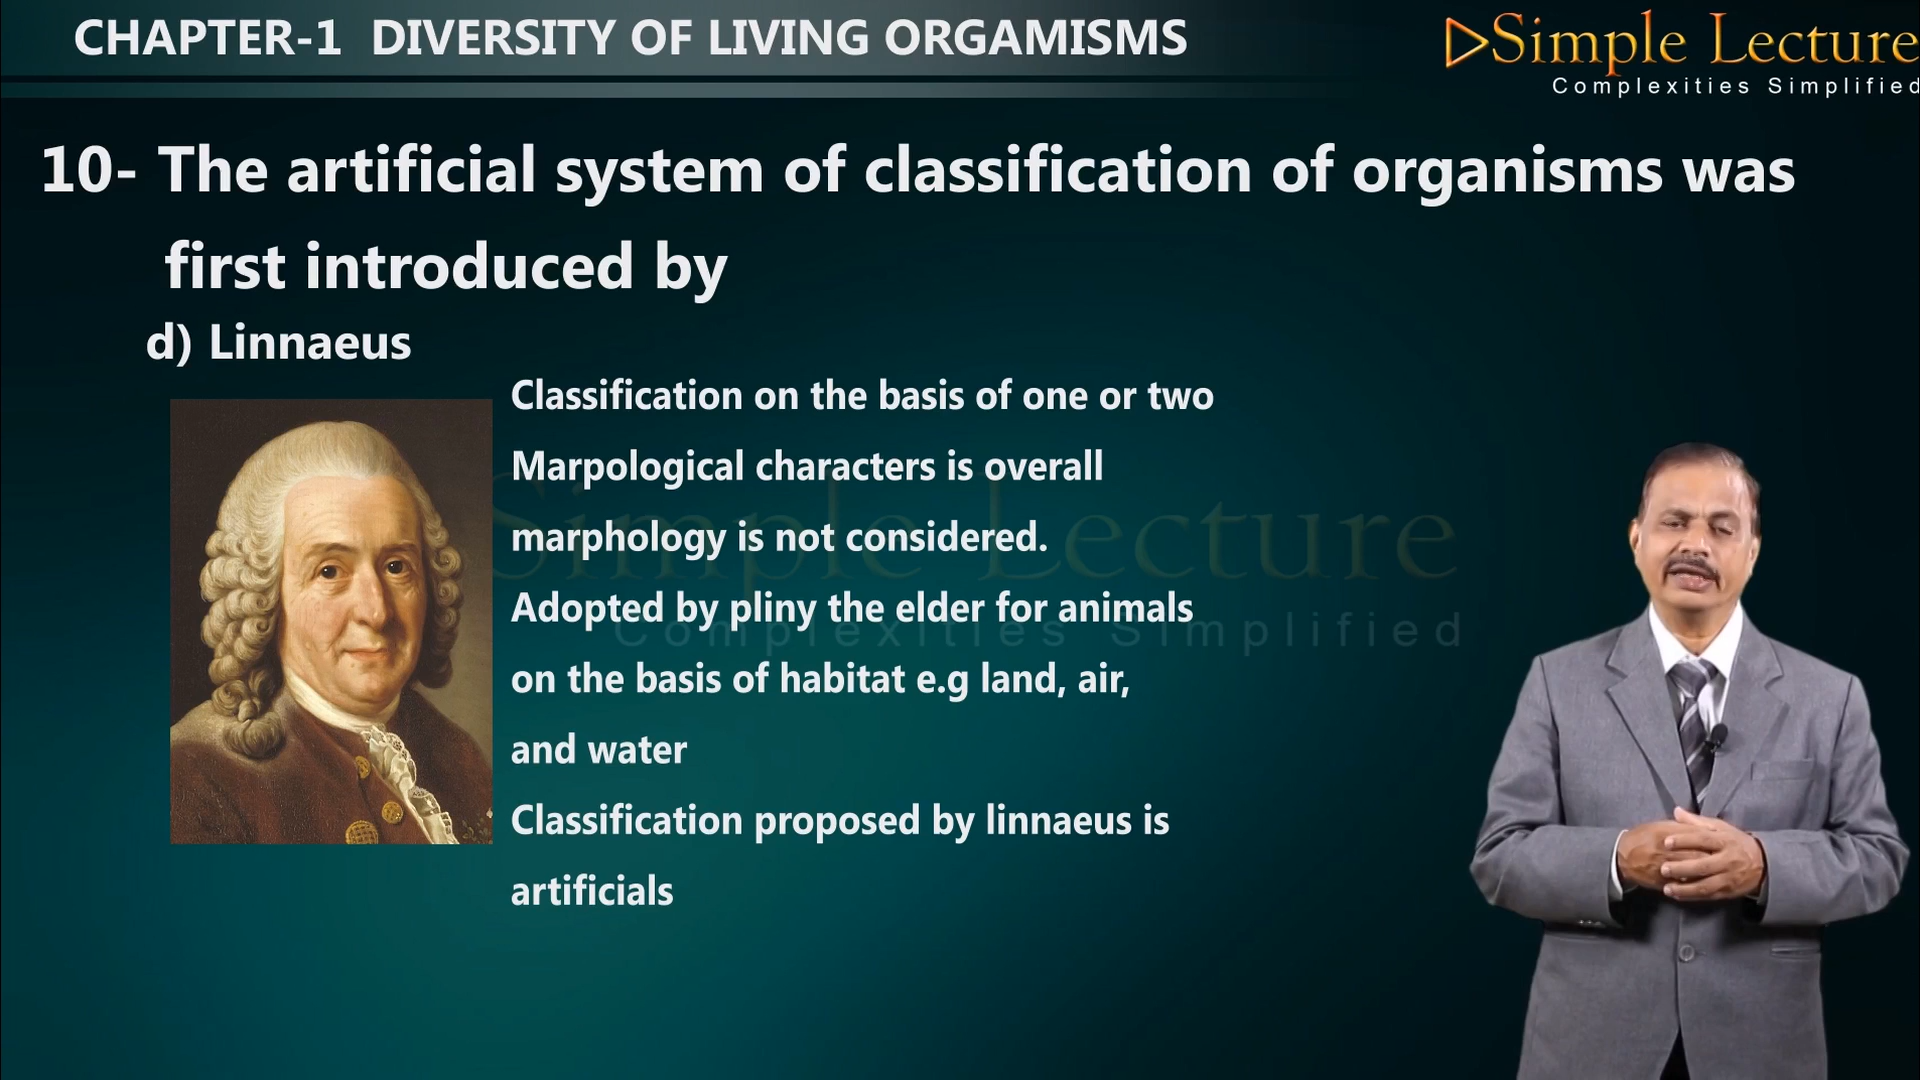 CHAPTER-1 DIVERSITY OF LIVING ORGAMISMS
Simple Lecture
Complexities Simplified
10- The artificial system of classification of organisms was
first introduced by
d) Linnaeus
Classification on the basis of one or two
Marpological characters is overall
marphology is not considered.
Adopted by pliny the elder for animals
on the basis of habitat e.g land, air,
and water
Classification proposed by linnaeus is
artificials
Simple Lecture
Complexities Simplified